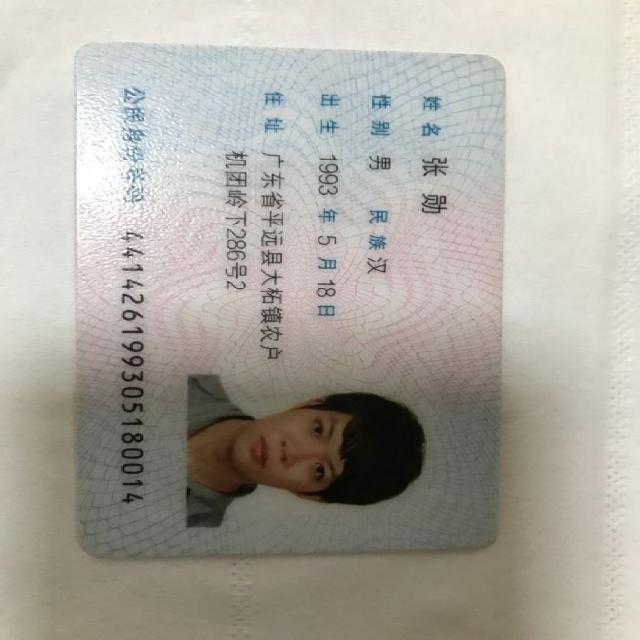 姓名 张勋
性别 男 民族 汉
出生 1993 年 5 月 18 日
住址 广东省平远县大柘镇农户
机团岭下286号2
公民身份号码 441426199305180014